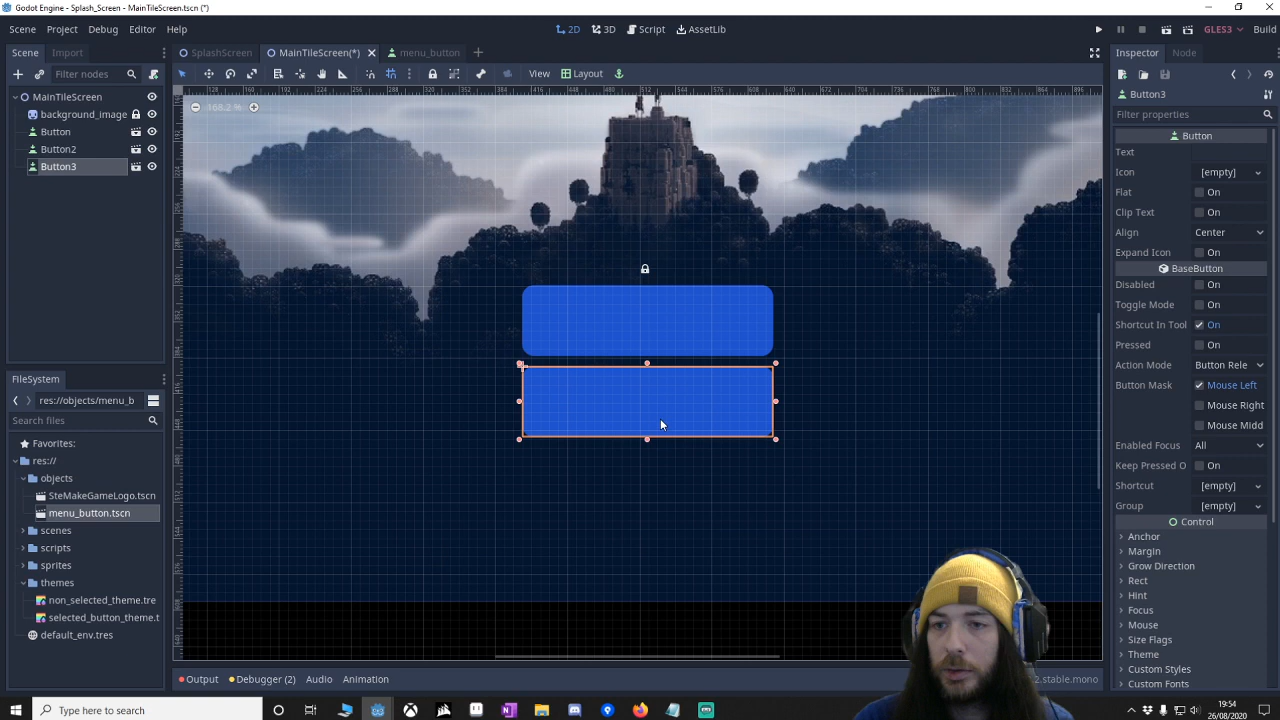 Godot Engine - Splash_Screen - MainTileScreen.tscn (*)
Scene Project Debug Editor Help
2D 3D Script AssetLib
GLES3 Build
Scene Import
SplashScreen MainTileScreen(*) menu_button
Inspector Node
Filter nodes
View Layout
MainTileScreen
background_image
Button
Button2
Button3
168.2 %
Button3
Filter properties
Button
Text
Icon [empty]
Flat On
Clip Text On
Align Center
Expand Icon On
BaseButton
Disabled On
Toggle Mode On
Shortcut In Tool On
Pressed On
Action Mode Button Rele
Button Mask Mouse Left
Mouse Right
Mouse Midd
Enabled Focus All
Keep Pressed O On
Shortcut [empty]
Group [empty]
Control
Anchor
Margin
Grow Direction
Rect
Hint
Focus
Mouse
Size Flags
Theme
Custom Styles
Custom Fonts
FileSystem
res://objects/menu_b
Search files
Favorites:
res://
objects
SteMakeGameLogo.tscn
menu_button.tscn
scenes
scripts
sprites
themes
non_selected_theme.tre
selected_button_theme.t
default_env.tres
Output Debugger (2) Audio Animation
2.stable.mono
Type here to search
19:54
26/08/2020